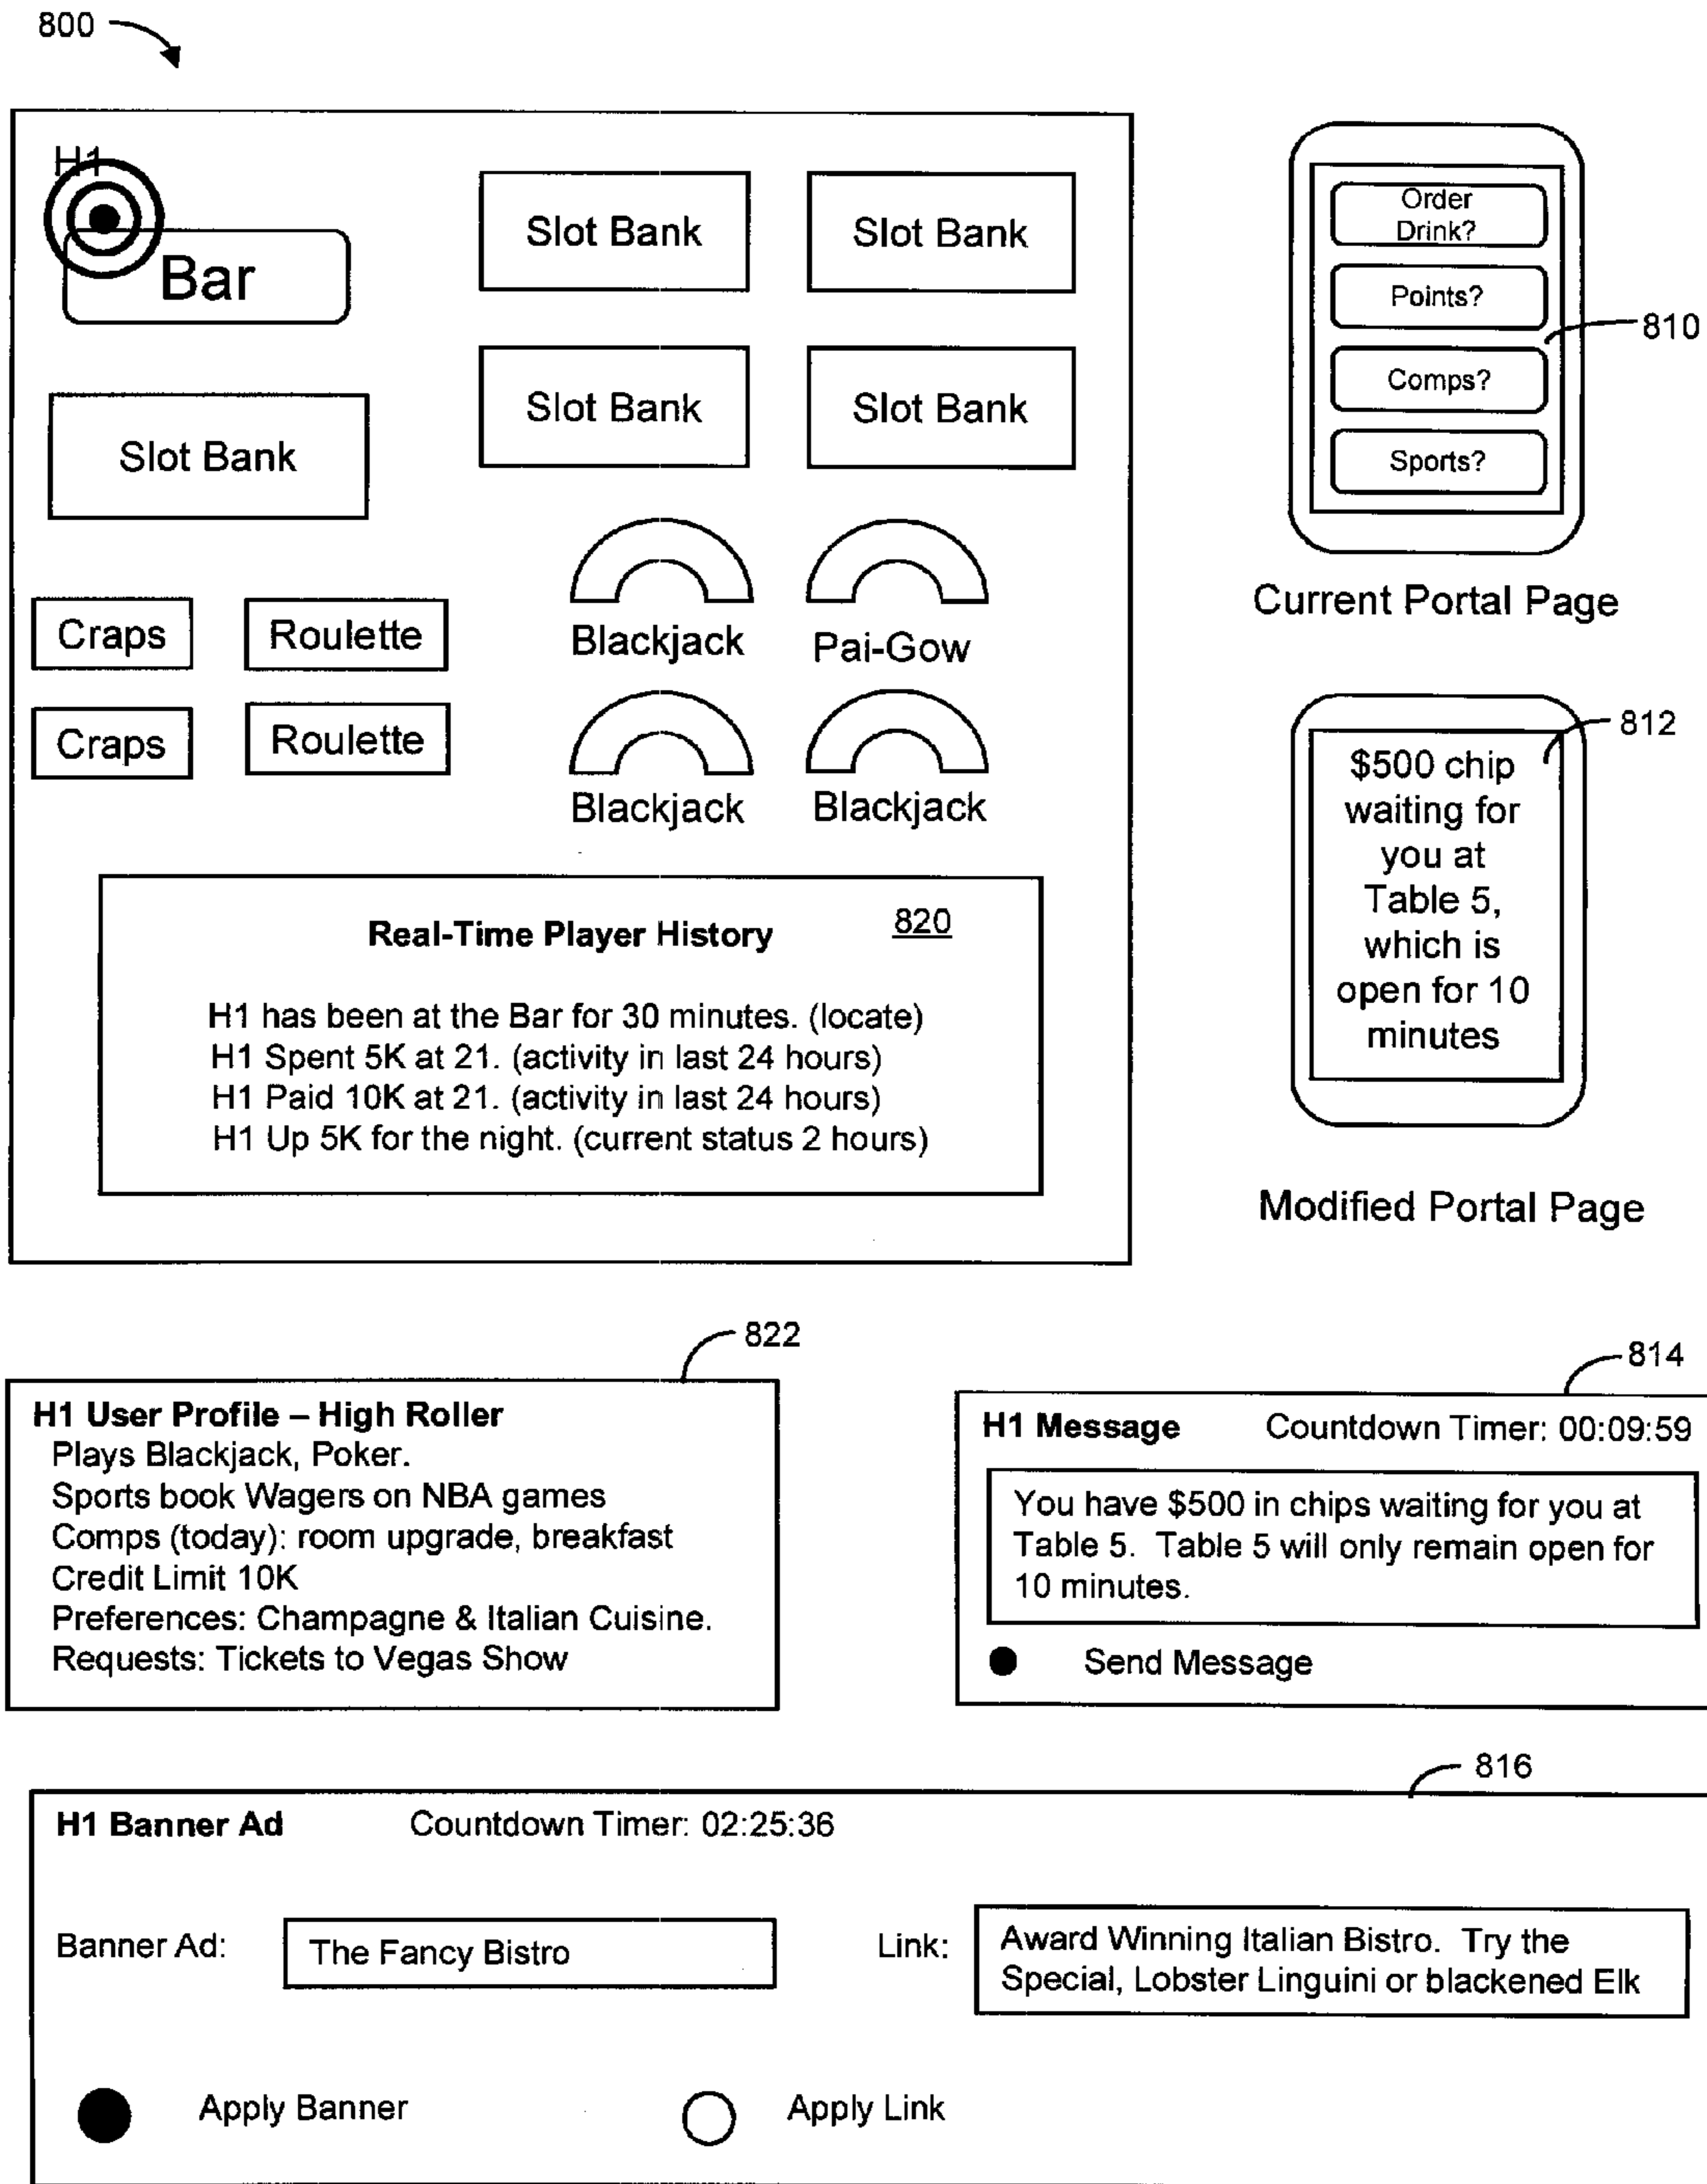 800
H1
Bar
Slot Bank
Slot Bank
Slot Bank
Slot Bank
Slot Bank
Craps
Roulette
Craps
Roulette
Blackjack
Pai-Gow
Blackjack
Blackjack
Real-Time Player History
820
H1 has been at the Bar for 30 minutes. (locate)
H1 Spent 5K at 21. (activity in last 24 hours)
H1 Paid 10K at 21. (activity in last 24 hours)
H1 Up 5K for the night. (current status 2 hours)
Order
Drink?
Points?
810
Comps?
Sports?
Current Portal Page
812
$500 chip
waiting for
you at
Table 5,
which is
open for 10
minutes
Modified Portal Page
822
H1 User Profile – High Roller
Plays Blackjack, Poker.
Sports book Wagers on NBA games
Comps (today): room upgrade, breakfast
Credit Limit 10K
Preferences: Champagne & Italian Cuisine.
Requests: Tickets to Vegas Show
814
H1 Message Countdown Timer: 00:09:59
You have $500 in chips waiting for you at
Table 5. Table 5 will only remain open for
10 minutes.
Send Message
816
H1 Banner Ad Countdown Timer: 02:25:36
Banner Ad:
The Fancy Bistro
Link:
Award Winning Italian Bistro. Try the
Special, Lobster Linguini or blackened Elk
Apply Banner
Apply Link